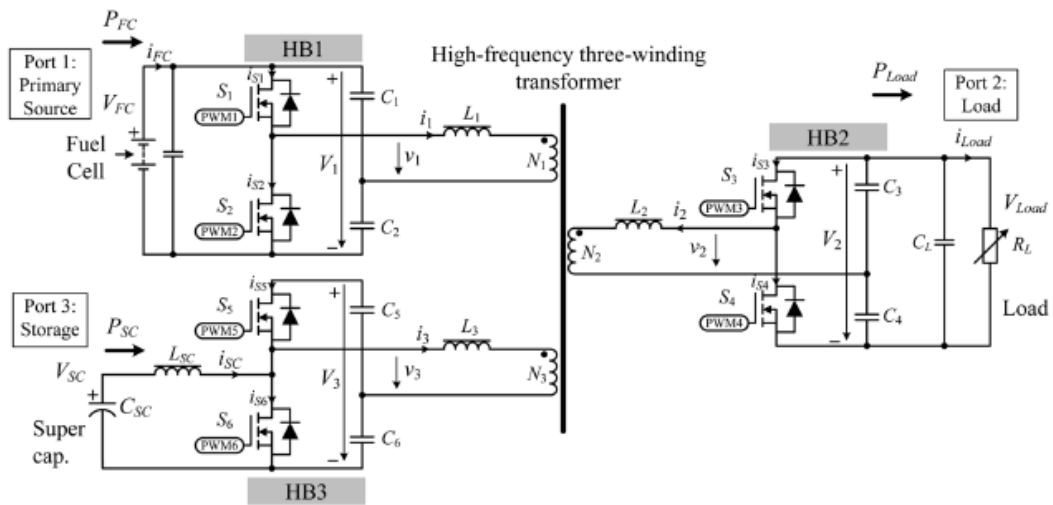 P_FC
Port 1:
Primary
Source
i_FC
V_FC
Fuel
Cell
HB1
i_S1
S_1
PWM1
i_S2
S_2
PWM2
V_1
C_1
C_2
i_1
L_1
v_1
N_1
High-frequency three-winding
transformer
P_Load
Port 2:
Load
HB2
i_Load
i_S3
S_3
PWM3
i_S4
S_4
PWM4
L_2
i_2
v_2
N_2
V_2
C_3
C_4
C_L
V_Load
R_L
Load
Port 3:
Storage
P_SC
V_SC
L_SC
i_SC
C_SC
Super
cap.
i_S5
S_5
PWM5
i_S6
S_6
PWM6
V_3
C_5
C_6
i_3
L_3
v_3
N_3
HB3